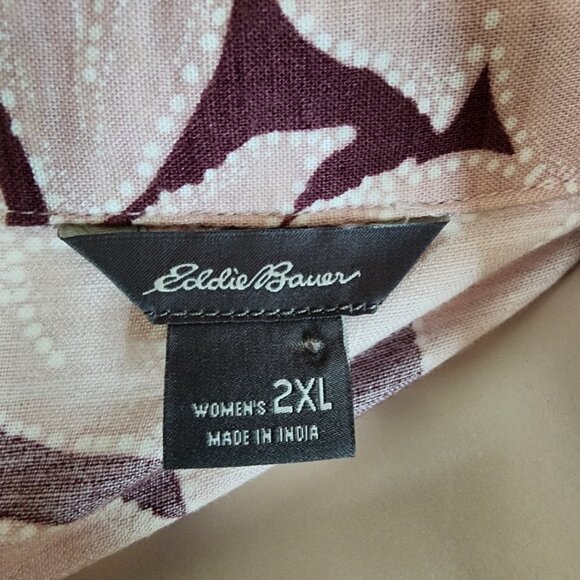 Eddie Bauer
WOMEN'S 2XL
MADE IN INDIA